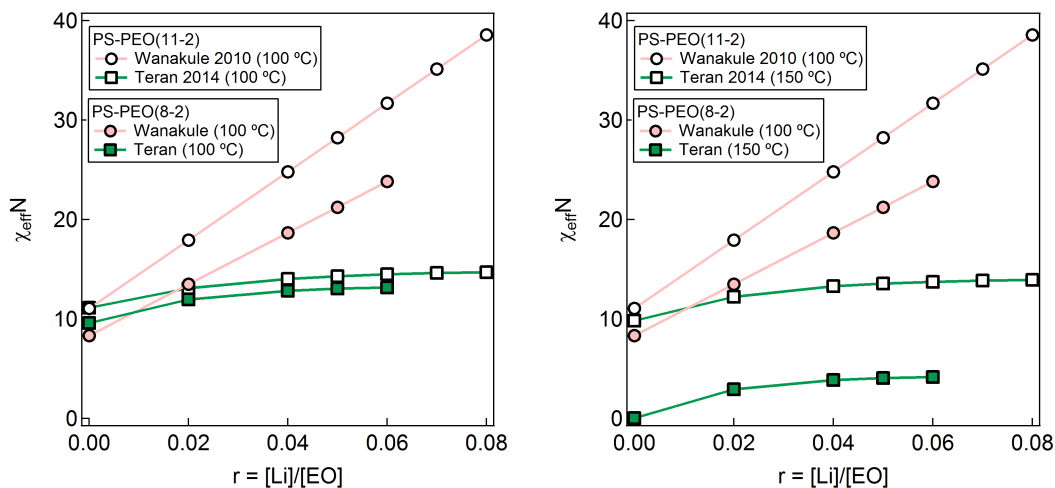 40
30
20
10
0
χeffN
PS-PEO(11-2)
Wanakule 2010 (100 ºC)
Teran 2014 (100 ºC)
PS-PEO(8-2)
Wanakule (100 ºC)
Teran (100 ºC)
0.00 0.02 0.04 0.06 0.08
r = [Li]/[EO]
40
30
20
10
0
χeffN
PS-PEO(11-2)
Wanakule 2010 (100 ºC)
Teran 2014 (150 ºC)
PS-PEO(8-2)
Wanakule (100 ºC)
Teran (150 ºC)
0.00 0.02 0.04 0.06 0.08
r = [Li]/[EO]